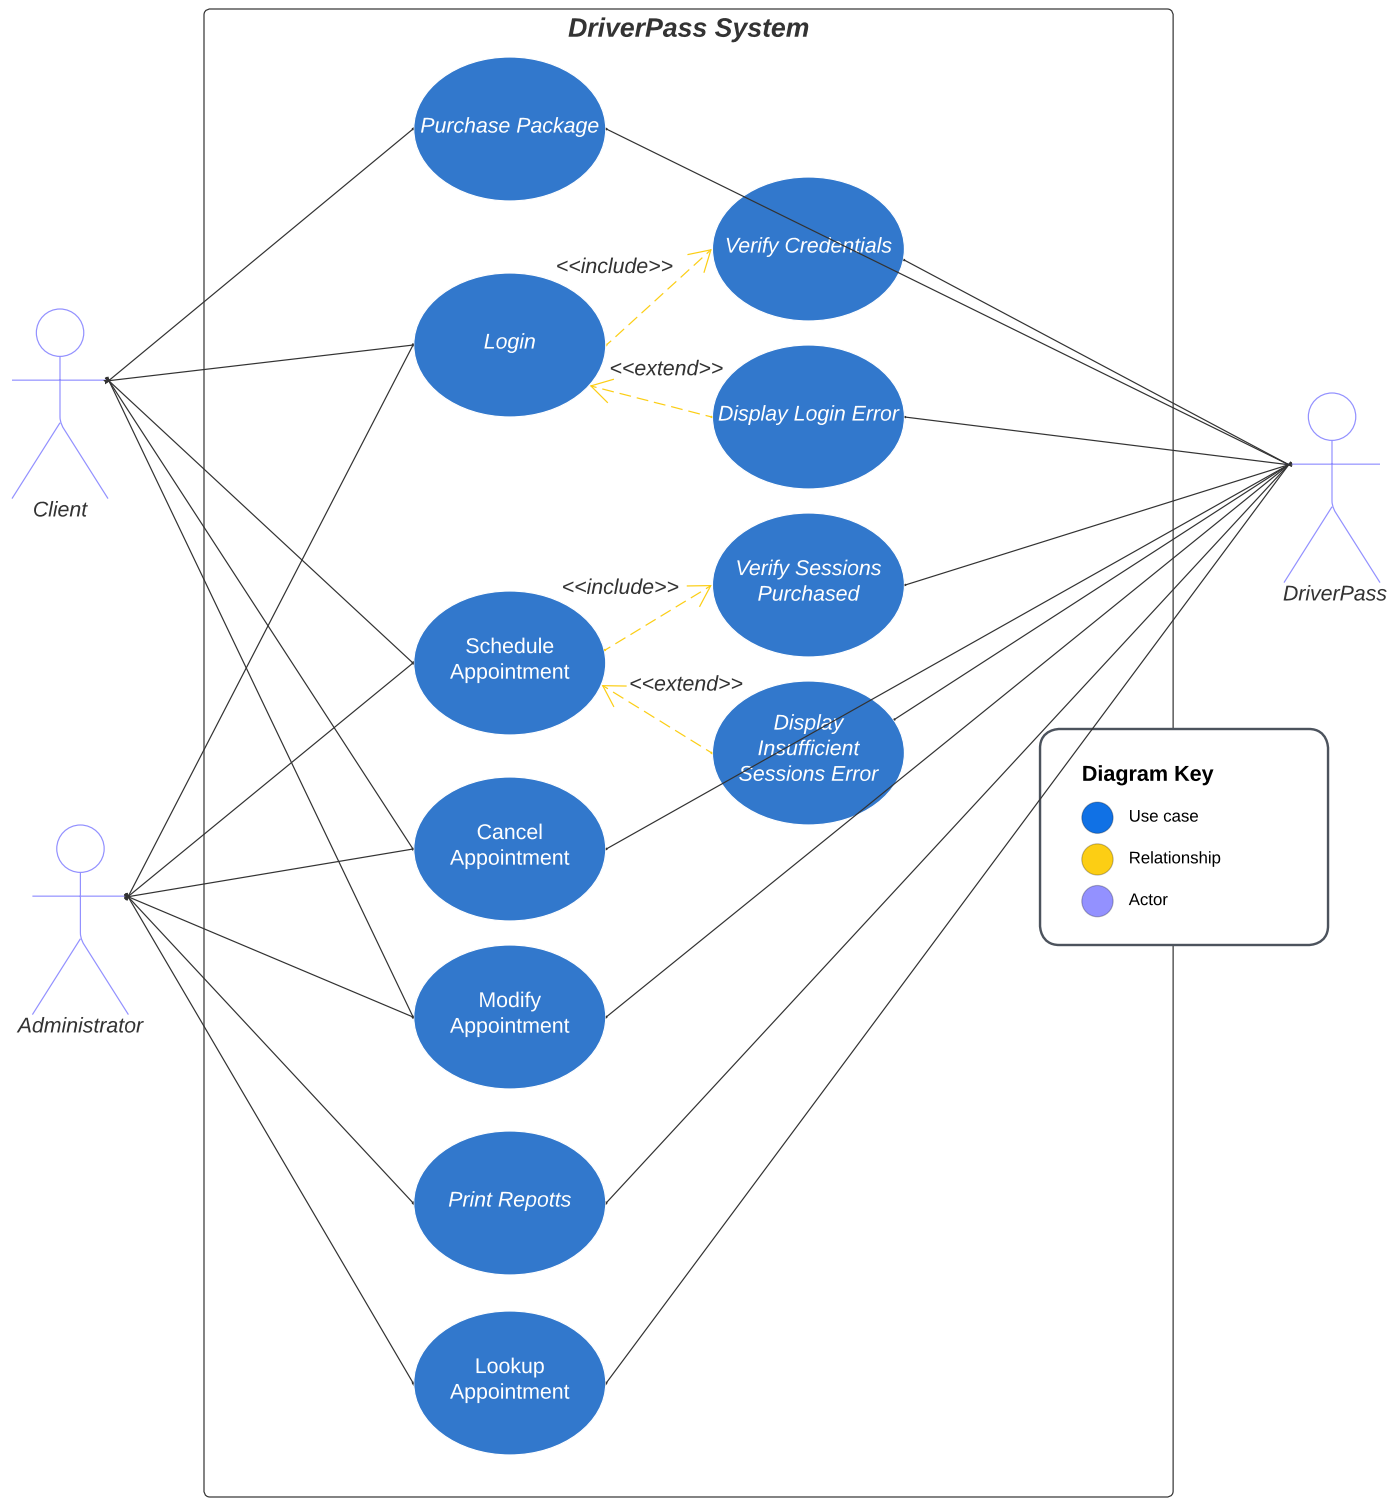 DriverPass System
Purchase Package
Verify Credentials
<<include>>
Login
<<extend>>
Display Login Error
Client
DriverPass
<<include>>
Verify Sessions
Purchased
Schedule
Appointment
<<extend>>
Display
Insufficient
Sessions Error
Cancel
Appointment
Diagram Key
Use case
Relationship
Actor
Administrator
Modify
Appointment
Print Repotts
Lookup
Appointment